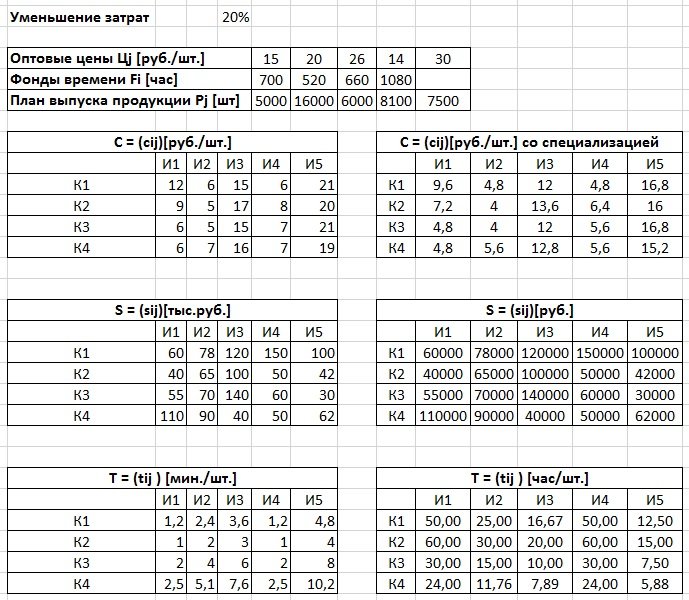 Уменьшение затрат 20%
Оптовые цены Цj [руб./шт.] 15 20 26 14 30
Фонды времени Fi [час] 700 520 660 1080
План выпуска продукции Pj [шт] 5000 16000 6000 8100 7500
C = (cij)[руб./шт.] C = (cij)[руб./шт.] со специализацией
И1 И2 И3 И4 И5 И1 И2 И3 И4 И5
К1 12 6 15 6 21 К1 9,6 4,8 12 4,8 16,8
К2 9 5 17 8 20 К2 7,2 4 13,6 6,4 16
К3 6 5 15 7 21 К3 4,8 4 12 5,6 16,8
К4 6 7 16 7 19 К4 4,8 5,6 12,8 5,6 15,2
S = (sij)[тыс.руб.] S = (sij)[руб.]
И1 И2 И3 И4 И5 И1 И2 И3 И4 И5
К1 60 78 120 150 100 К1 60000 78000 120000 150000 100000
К2 40 65 100 50 42 К2 40000 65000 100000 50000 42000
К3 55 70 140 60 30 К3 55000 70000 140000 60000 30000
К4 110 90 40 50 62 К4 110000 90000 40000 50000 62000
T = (tij ) [мин./шт.] T = (tij ) [час/шт.]
И1 И2 И3 И4 И5 И1 И2 И3 И4 И5
К1 1,2 2,4 3,6 1,2 4,8 К1 50,00 25,00 16,67 50,00 12,50
К2 1 2 3 1 4 К2 60,00 30,00 20,00 60,00 15,00
К3 2 4 6 2 8 К3 30,00 15,00 10,00 30,00 7,50
К4 2,5 5,1 7,6 2,5 10,2 К4 24,00 11,76 7,89 24,00 5,88